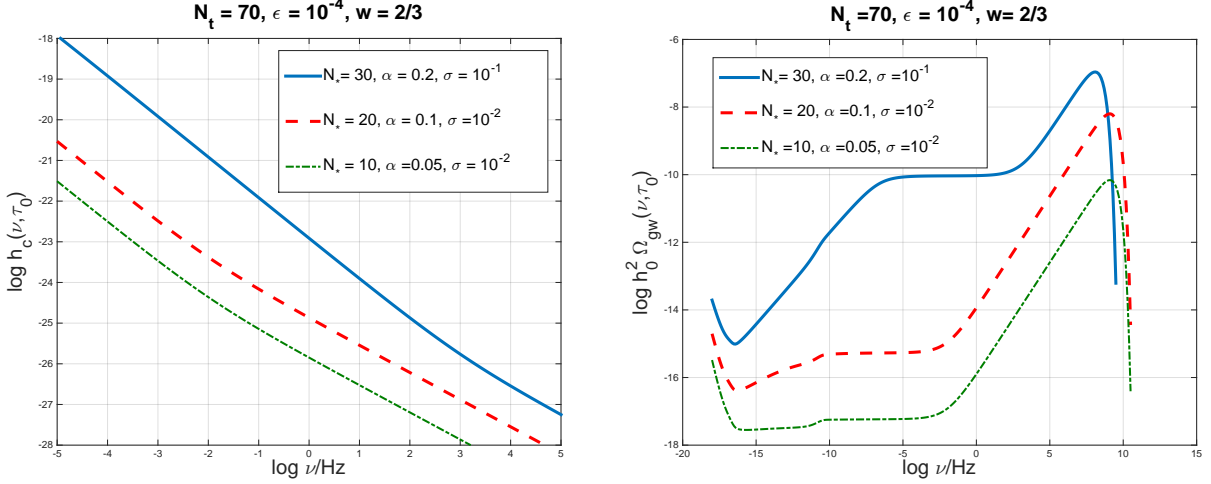 N_t = 70, ϵ = 10^-4, w = 2/3
log h_c(ν,τ_0)
-18
-19
-20
-21
-22
-23
-24
-25
-26
-27
-28
N_*= 30, α = 0.2, σ = 10^-1
N_* = 20, α = 0.1, σ =10^-2
N_* = 10, α = 0.05, σ = 10^-2
-5 -4 -3 -2 -1 0 1 2 3 4 5
log ν/Hz
N_t =70, ϵ = 10^-4, w= 2/3
log h_0^2 Ω_gw(ν,τ_0)
-6
-8
-10
-12
-14
-16
-18
N_* = 30, α =0.2, σ =10^-1
N_* = 20, α =0.1, σ =10^-2
N_* =10, α =0.05, σ =10^-2
-20 -15 -10 -5 0 5 10 15
log ν/Hz